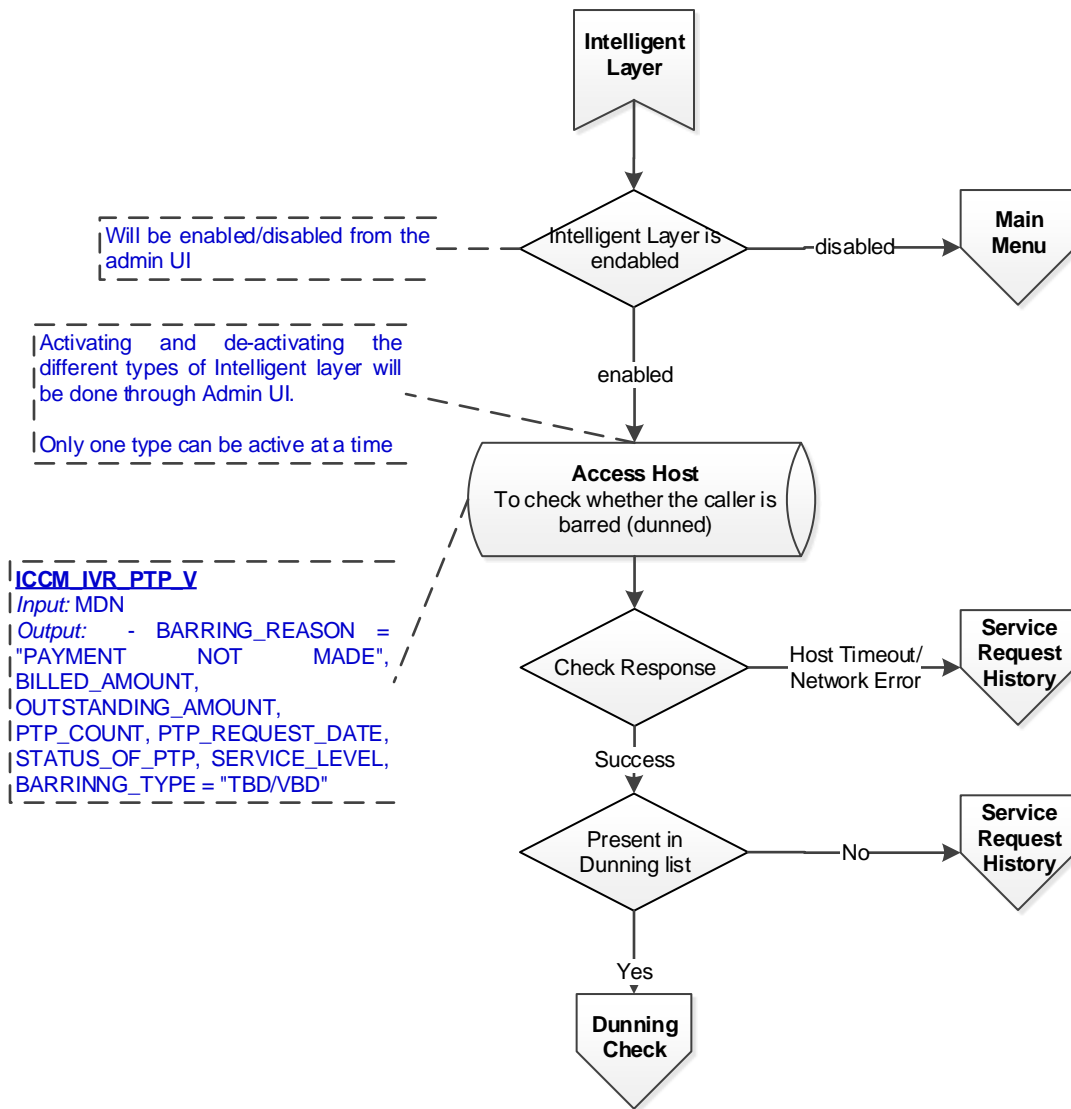 Intelligent
Layer
Will be enabled/disabled from the
admin UI
Intelligent Layer is
endabled
disabled
Main
Menu
Activating and de-activating the
different types of Intelligent layer will
be done through Admin UI.
Only one type can be active at a time
enabled
Access Host
To check whether the caller is
barred (dunned)
ICCM_IVR_PTP_V
Input: MDN
Output: - BARRING_REASON =
"PAYMENT NOT MADE",
BILLED_AMOUNT,
OUTSTANDING_AMOUNT,
PTP_COUNT, PTP_REQUEST_DATE,
STATUS_OF_PTP, SERVICE_LEVEL,
BARRINNG_TYPE = "TBD/VBD"
Check Response
Host Timeout/
Network Error
Service
Request
History
Success
Present in
Dunning list
No
Service
Request
History
Yes
Dunning
Check